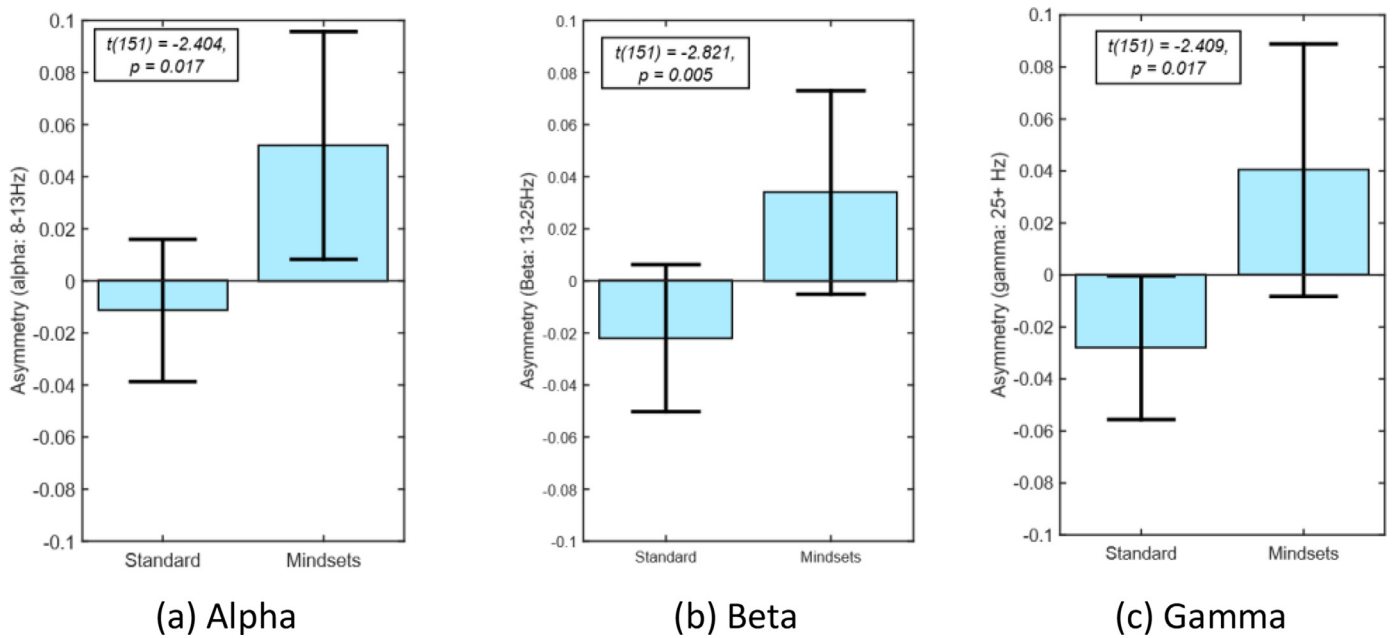 0.1
0.08
0.06
0.04
0.02
0
-0.02
-0.04
-0.06
-0.08
-0.1
Asymmetry (alpha: 8-13Hz)
t(151) = -2.404,
p = 0.017
Standard Mindsets
(a) Alpha
0.1
0.08
0.06
0.04
0.02
0
-0.02
-0.04
-0.06
-0.08
-0.1
Asymmetry (Beta: 13-25Hz)
t(151) = -2.821,
p = 0.005
Standard Mindsets
(b) Beta
0.1
0.08
0.06
0.04
0.02
0
-0.02
-0.04
-0.06
-0.08
-0.1
Asymmetry (gamma: 25+ Hz)
t(151) = -2.409,
p = 0.017
Standard Mindsets
(c) Gamma